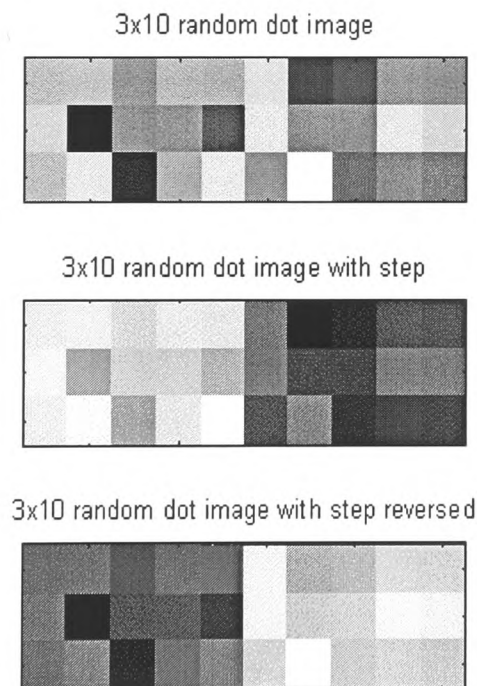 3x10 random dot image
3x10 random dot image with step
3x10 random dot image with step reversed